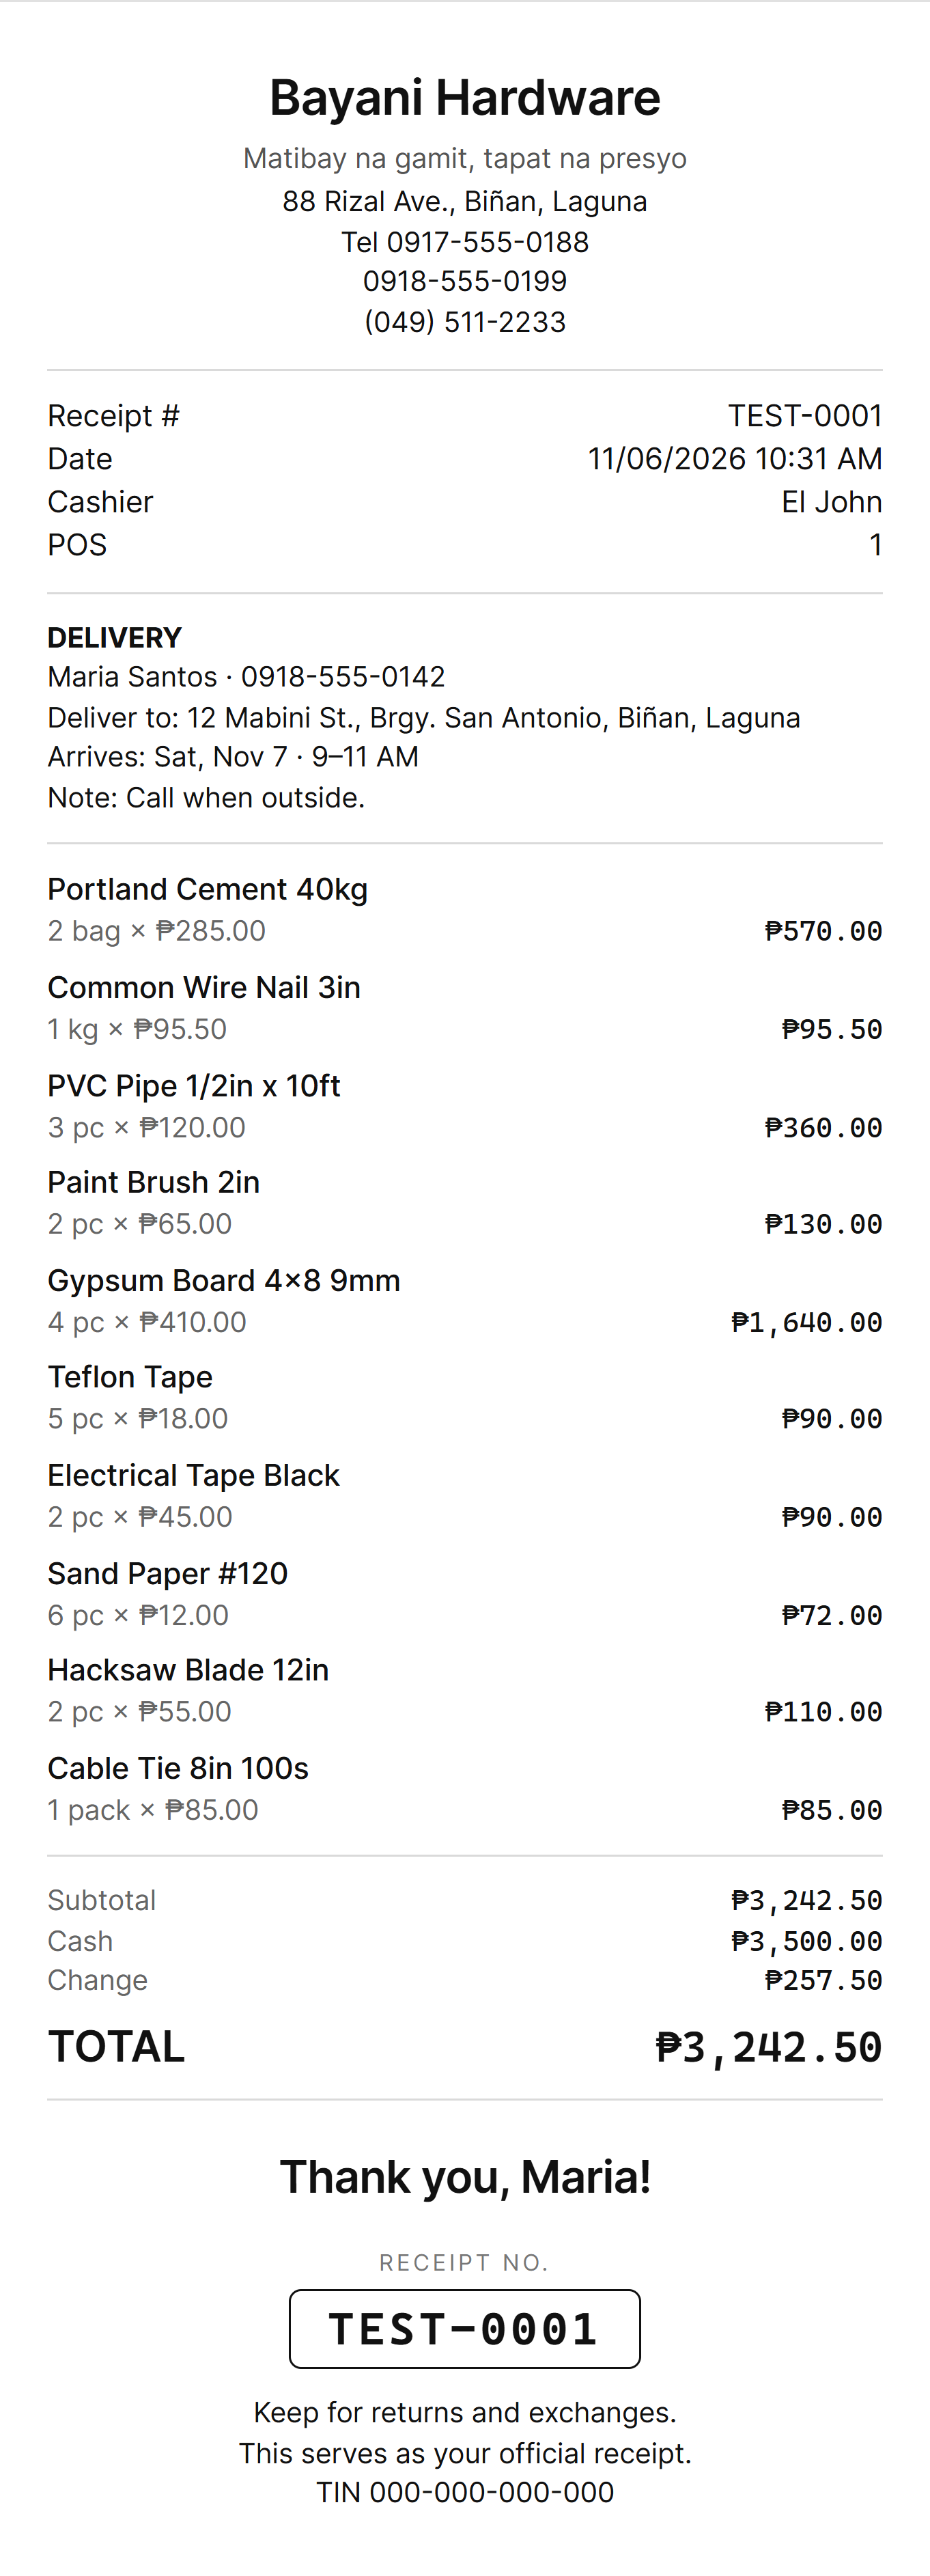 Bayani Hardware
Matibay na gamit, tapat na presyo
88 Rizal Ave., Biñan, Laguna
Tel 0917-555-0188
0918-555-0199
(049) 511-2233
Receipt # TEST-0001
Date 11/06/2026 10:31 AM
Cashier El John
POS 1
DELIVERY
Maria Santos · 0918-555-0142
Deliver to: 12 Mabini St., Brgy. San Antonio, Biñan, Laguna
Arrives: Sat, Nov 7 · 9–11 AM
Note: Call when outside.
Portland Cement 40kg
2 bag × ₱285.00 ₱570.00
Common Wire Nail 3in
1 kg × ₱95.50 ₱95.50
PVC Pipe 1/2in x 10ft
3 pc × ₱120.00 ₱360.00
Paint Brush 2in
2 pc × ₱65.00 ₱130.00
Gypsum Board 4×8 9mm
4 pc × ₱410.00 ₱1,640.00
Teflon Tape
5 pc × ₱18.00 ₱90.00
Electrical Tape Black
2 pc × ₱45.00 ₱90.00
Sand Paper #120
6 pc × ₱12.00 ₱72.00
Hacksaw Blade 12in
2 pc × ₱55.00 ₱110.00
Cable Tie 8in 100s
1 pack × ₱85.00 ₱85.00
Subtotal ₱3,242.50
Cash ₱3,500.00
Change ₱257.50
TOTAL ₱3,242.50
Thank you, Maria!
RECEIPT NO.
TEST-0001
Keep for returns and exchanges.
This serves as your official receipt.
TIN 000-000-000-000